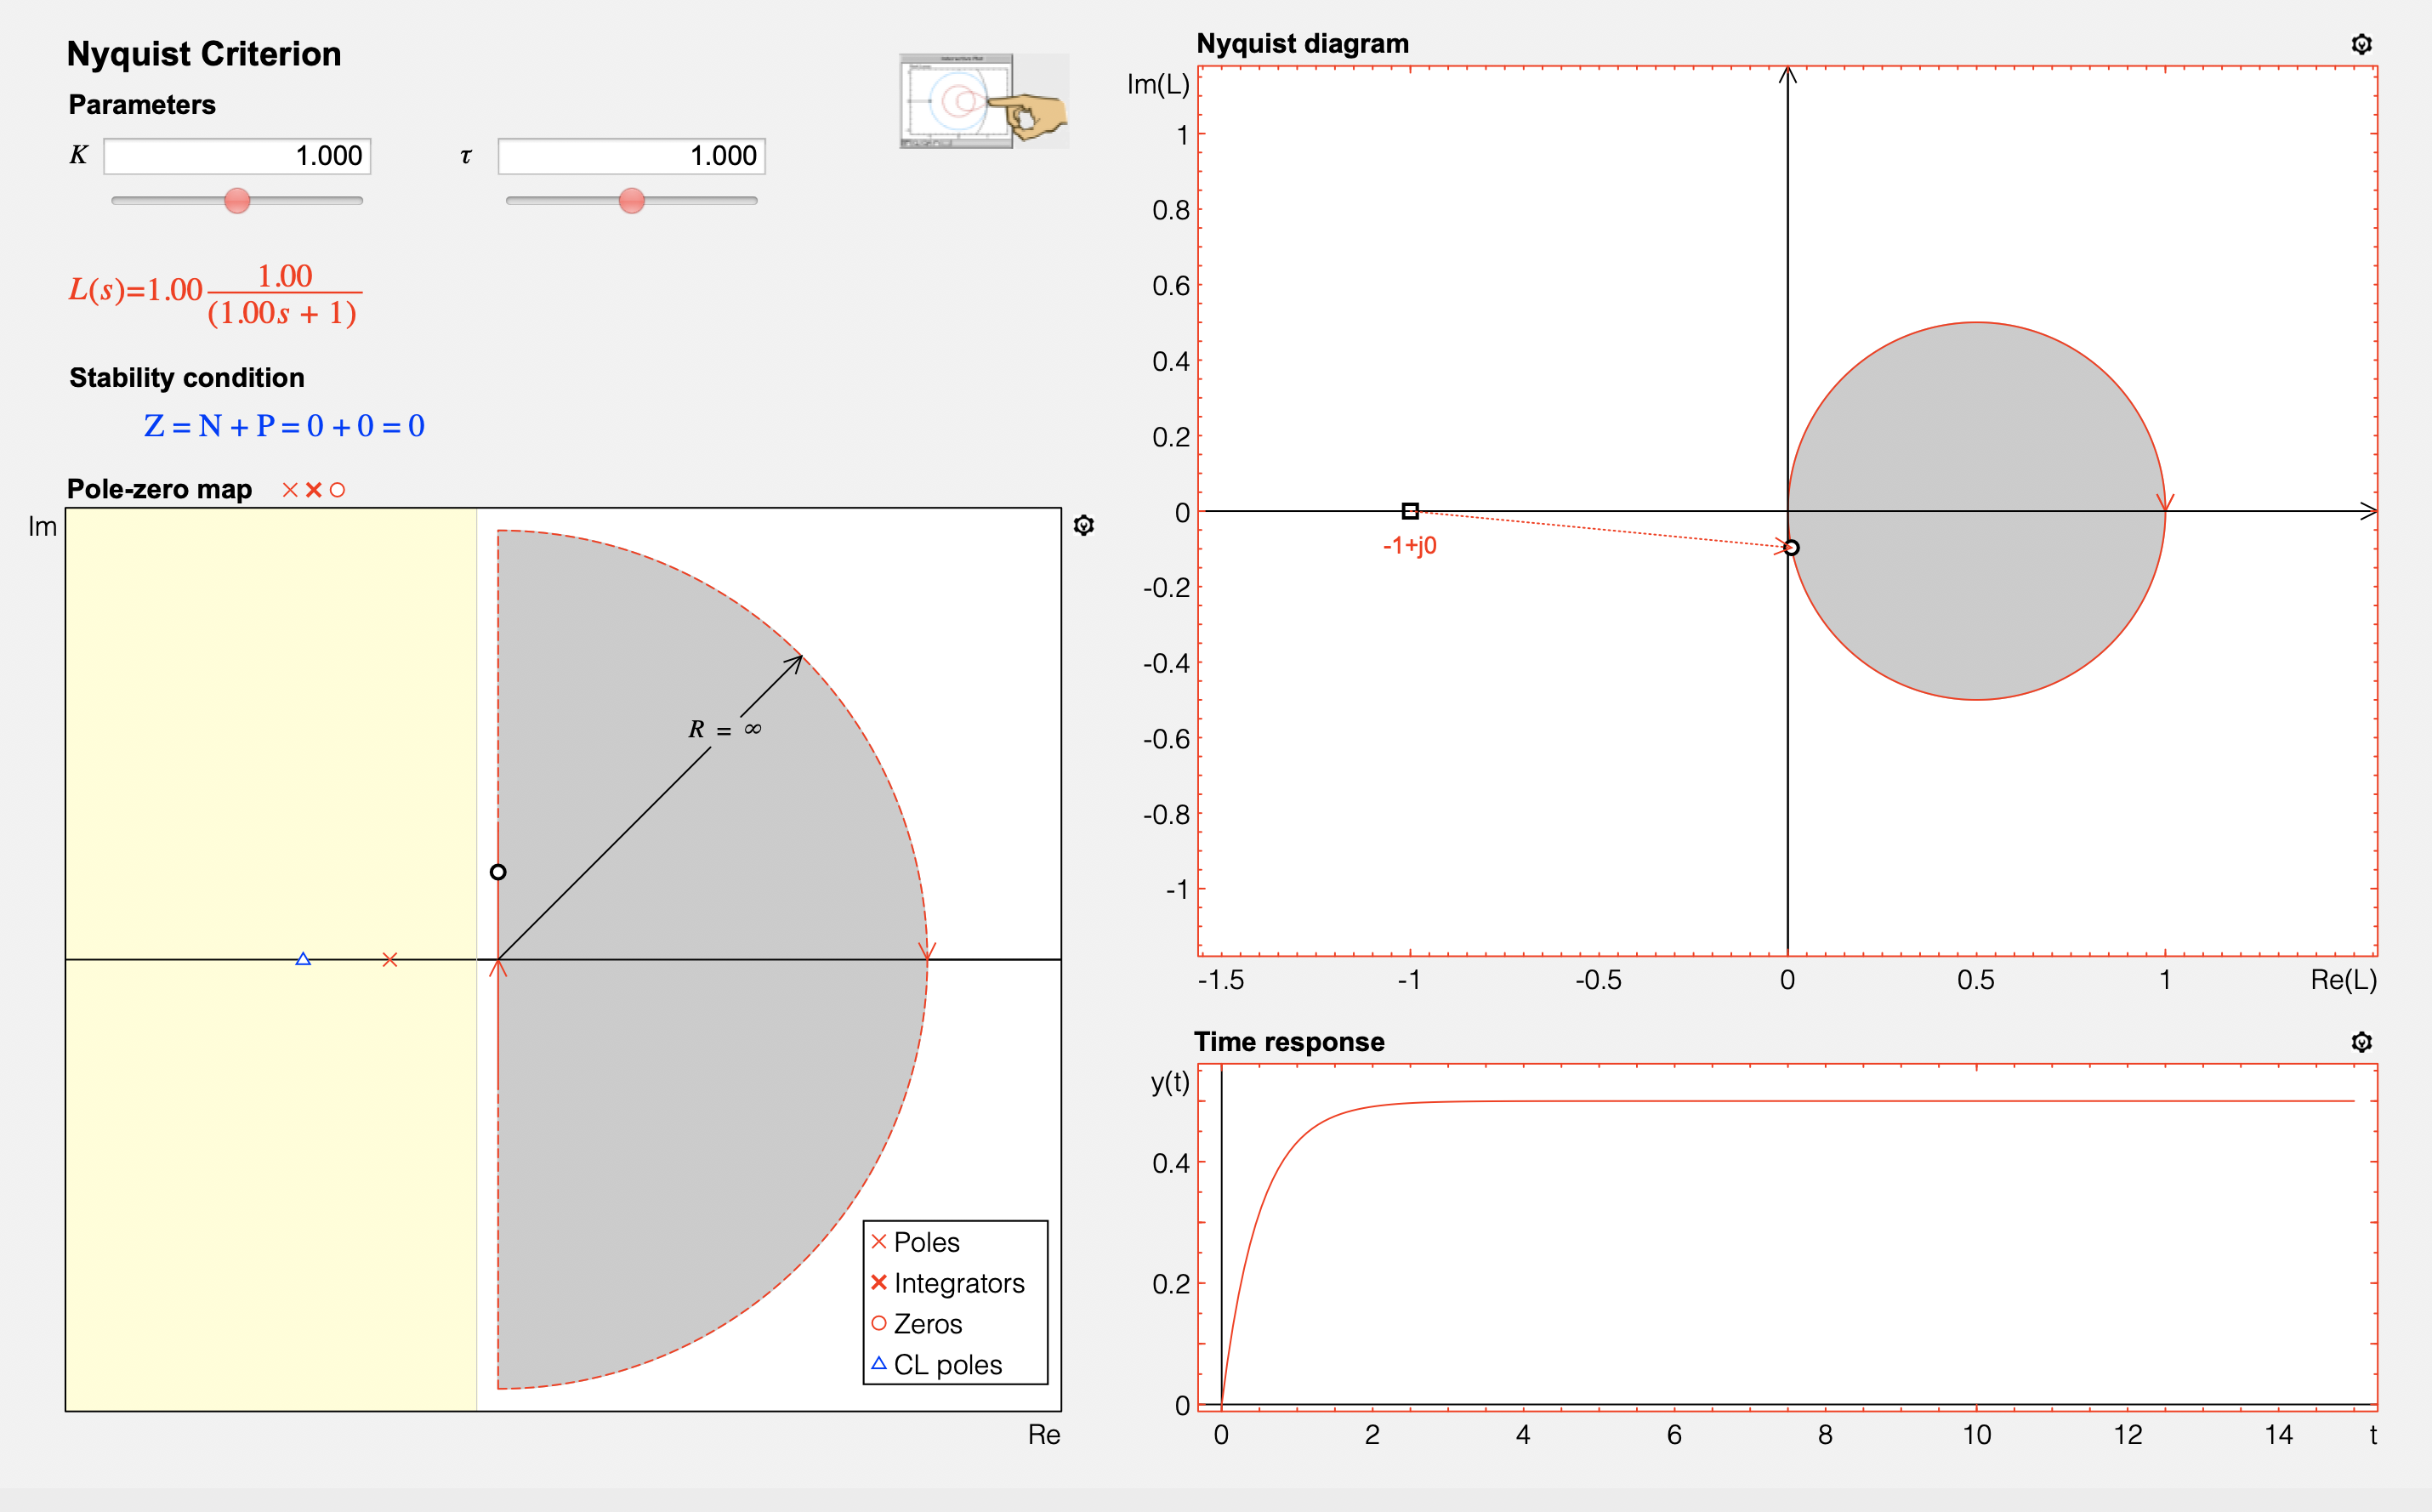 Nyquist Criterion
Parameters
K 1.000 τ 1.000
L(s)=1.00 1.00
(1.00s + 1)
Stability condition
Z = N + P = 0 + 0 = 0
Pole-zero map
Im
R = ∞
Poles
Integrators
Zeros
CL poles
Re
Nyquist diagram
Im(L)
1
0.8
0.6
0.4
0.2
0
-0.2
-0.4
-0.6
-0.8
-1
-1+j0
-1.5 -1 -0.5 0 0.5 1 Re(L)
Time response
y(t)
0.4
0.2
0
0 2 4 6 8 10 12 14 t